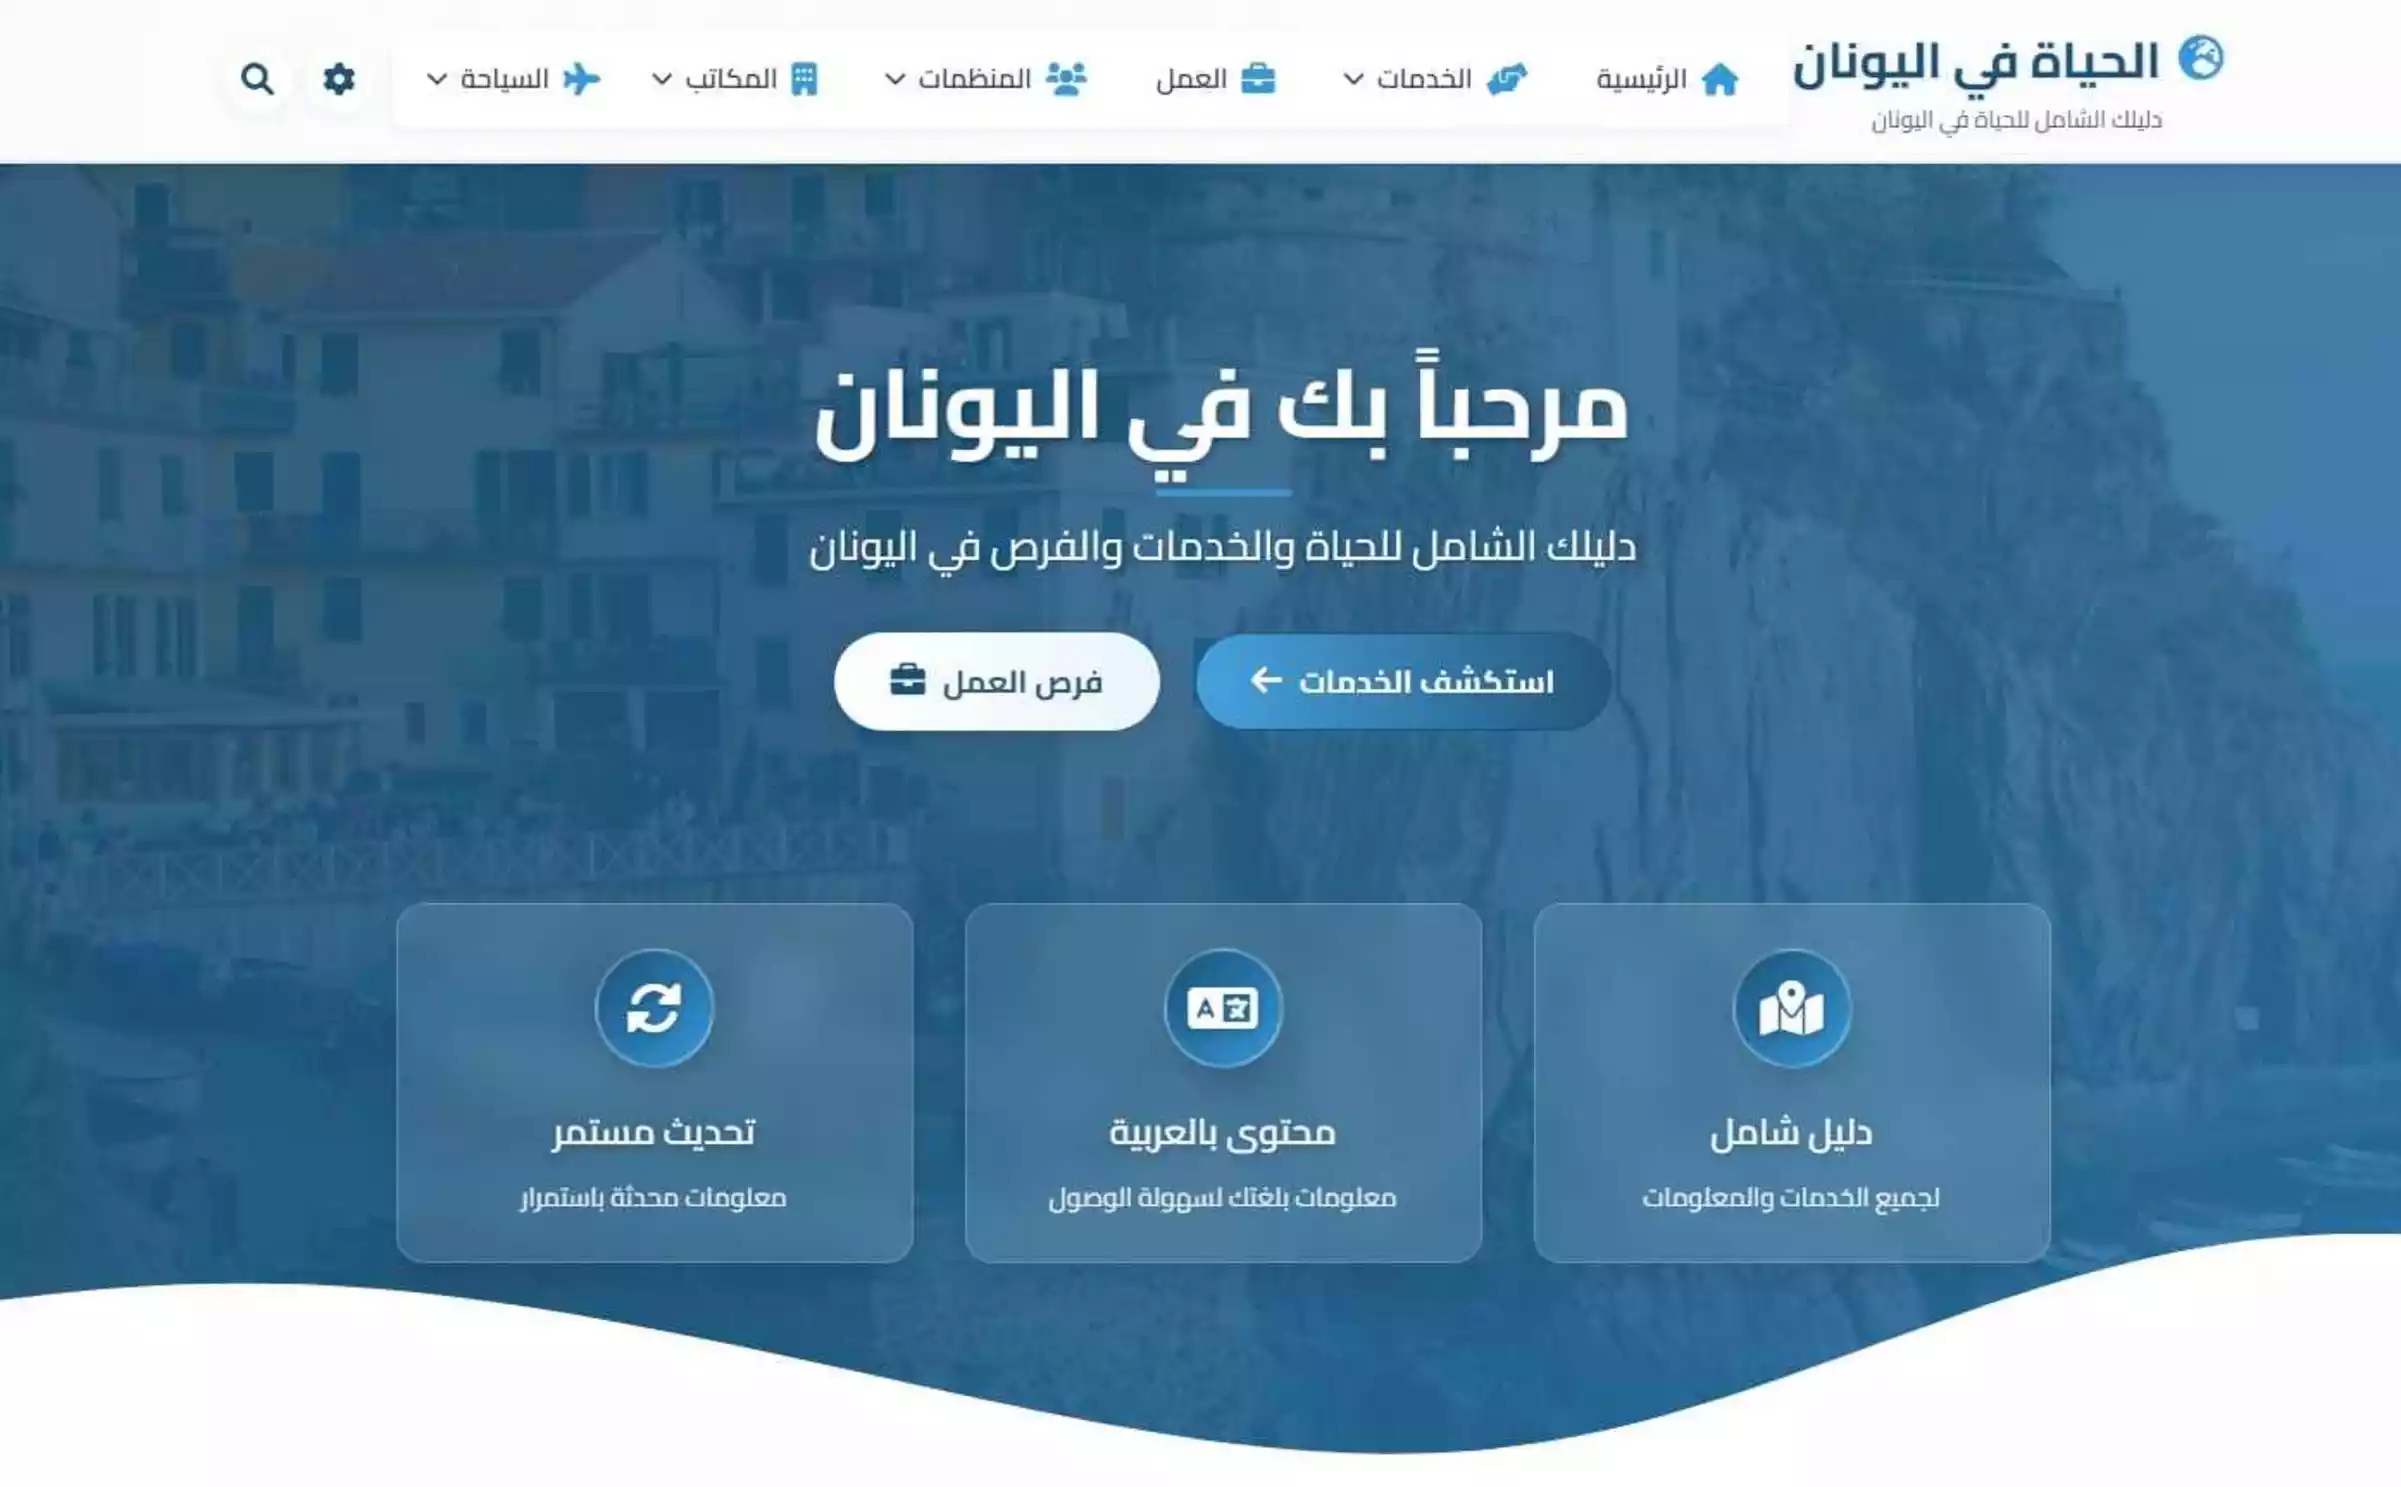 الحياة في اليونان
دليلك الشامل للحياة في اليونان
الرئيسية
الخدمات
العمل
المنظمات
المكاتب
السياحة
مرحباً بك في اليونان
دليلك الشامل للحياة والخدمات والفرص في اليونان
استكشف الخدمات
فرص العمل
دليل شامل
لجميع الخدمات والمعلومات
محتوى بالعربية
معلومات بلغتك لسهولة الوصول
تحديث مستمر
معلومات محدثة باستمرار